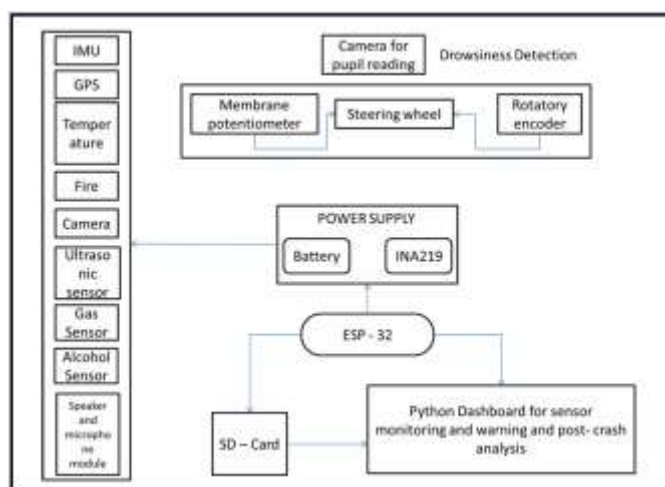 IMU
GPS
Temper
ature
Fire
Camera
Ultraso
nic
sensor
Gas
Sensor
Alcohol
Sensor
Speaker
and
micropho
ne
module
Camera for
pupil reading
Drowsiness Detection
Membrane
potentiometer
Steering wheel
Rotatory
encoder
POWER SUPPLY
Battery
INA219
ESP - 32
SD – Card
Python Dashboard for sensor
monitoring and warning and post- crash
analysis